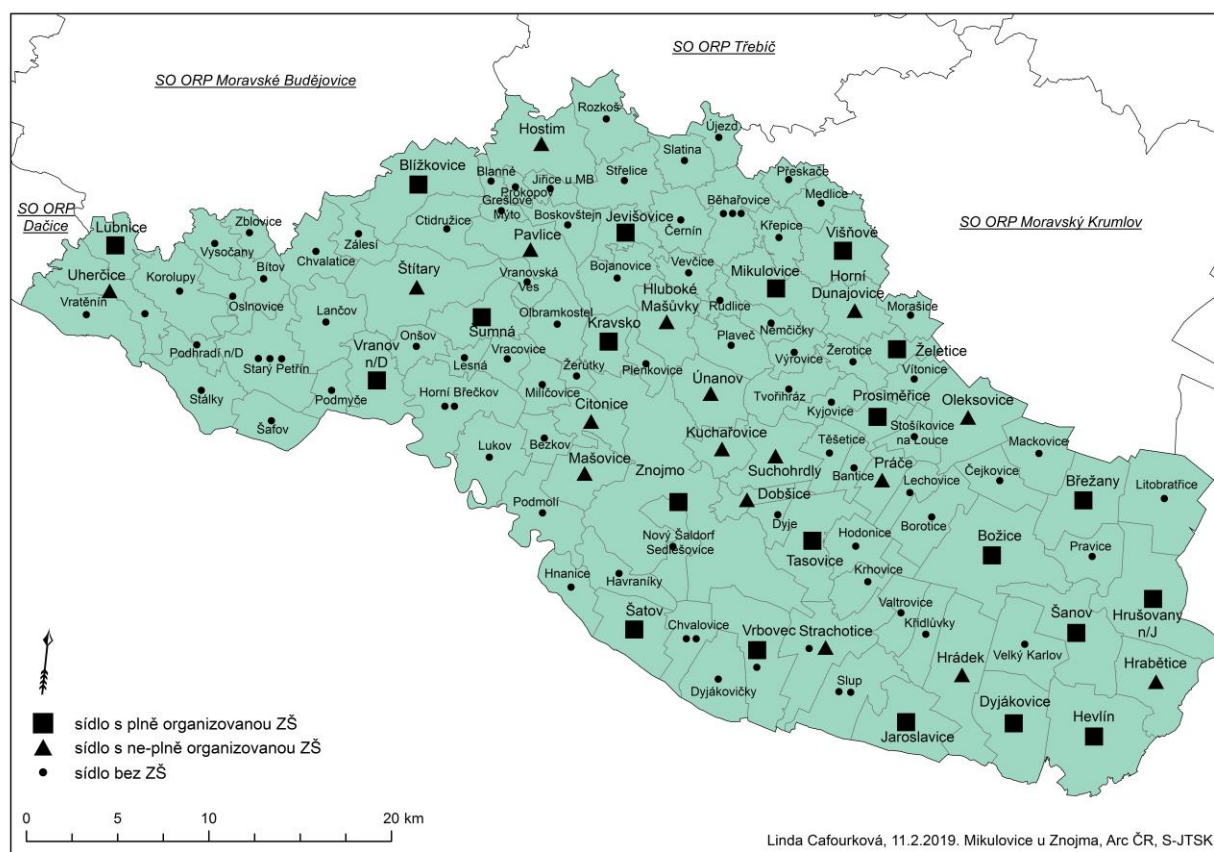 SO ORP Třebíč
SO ORP Moravské Budějovice
SO ORP
Dačice
SO ORP Moravský Krumlov
Rozkoš
Hostim
Újezd
Slatina
Blížkovice
Blanné
Prokopov
Jiřice u MB
Střelice
Přeskače
Medlice
Grešlové
Mýto
Boskovštejn
Jevišovice
Běhařovice
Ctidružice
Černín
Křepice
Višňové
Lubnice
Zblovice
Vysočany
Zálesí
Chvalatice
Pavlice
Uherčice
Korolupy
Bítov
Štítary
Vranovská
Ves
Bojanovice
Vevčice
Mikulovice
Horní
Dunajovice
Vratěnín
Oslnovice
Lančov
Hluboké
Mašůvky
Rudlice
Morašice
Olbramkostel
Šumná
Kravsko
Plaveč
Němčičky
Podhradí n/D
Starý Petřín
Vranov
n/D
Onšov
Lesná
Vracovice
Žerůtky
Plenkovice
Výrovice
Žerotice
Želetice
Vítonice
Stálky
Podmyče
Horní Břečkov
Milíčovice
Únanov
Tvořihráz
Kyjovice
Prosiměřice
Oleksovice
Šafov
Citonice
Stošíkovice
na Louce
Lukov
Bezkov
Kuchařovice
Těšetice
Mackovice
Mašovice
Znojmo
Suchohrdly
Bantice
Práče
Čejkovice
Břežany
Litobratřice
Lechovice
Podmolí
Dobšice
Dyje
Borotice
Nový Šaldorf
Sedlešovice
Tasovice
Hodonice
Božice
Pravice
Hnanice
Havraníky
Krhovice
Šatov
Chvalovice
Vrbovec
Strachotice
Valtrovice
Křídlůvky
Šanov
Hrušovany
n/J
Velký Karlov
Hrádek
Hrabětice
Dyjákovičky
Slup
Jaroslavice
Dyjákovice
Hevlín
sídlo s plně organizovanou ZŠ
sídlo s ne-plně organizovanou ZŠ
sídlo bez ZŠ
0 5 10 20 km
Linda Cafourková, 11.2.2019. Mikulovice u Znojma, Arc ČR, S-JTSK